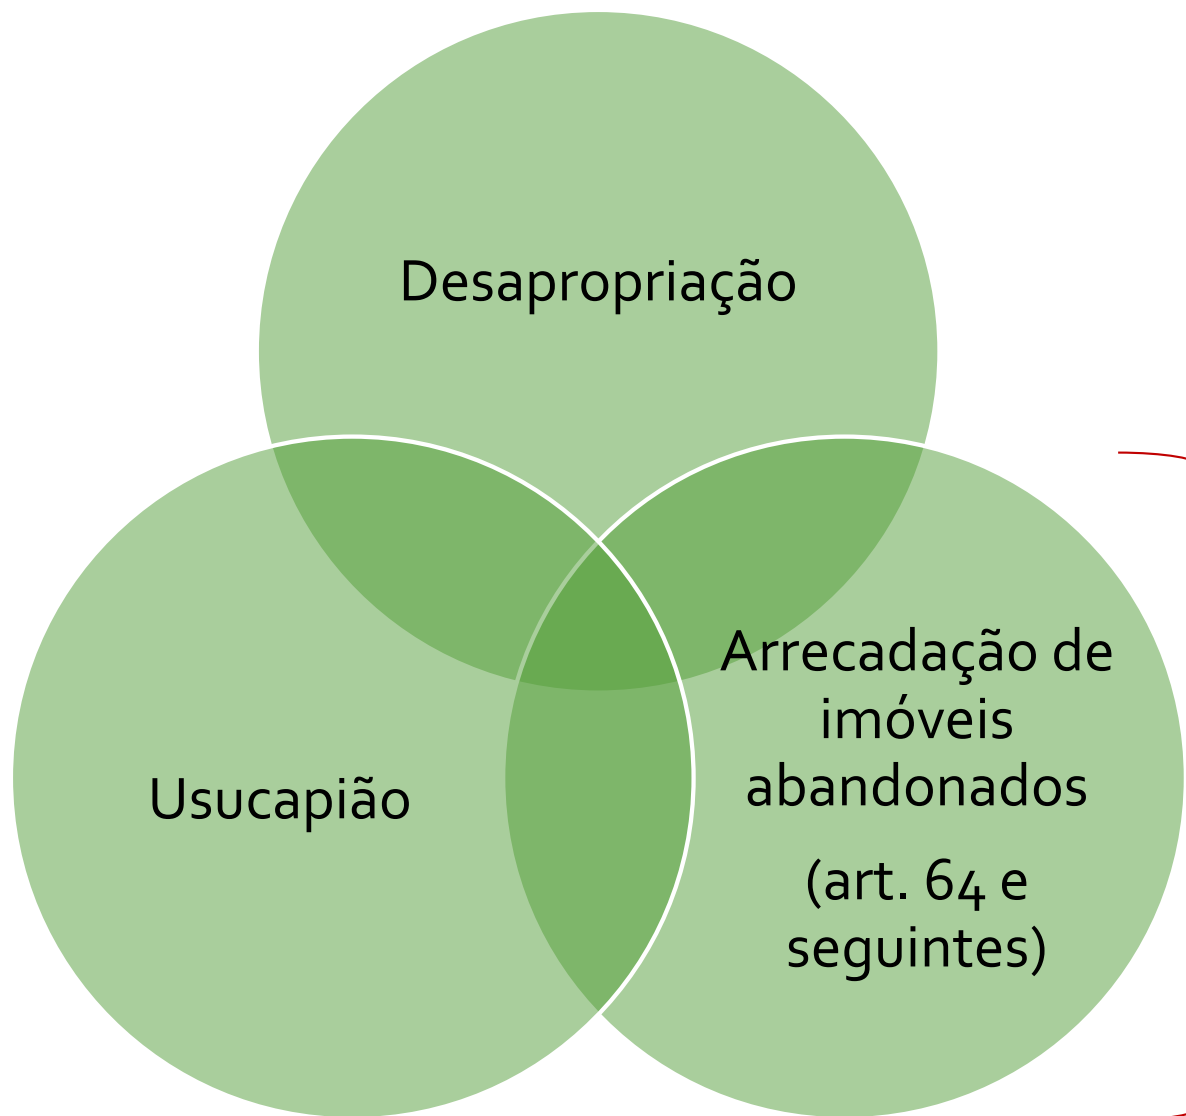 Desapropriação
Arrecadação de
imóveis
abandonados
(art. 64 e
seguintes)
Usucapião